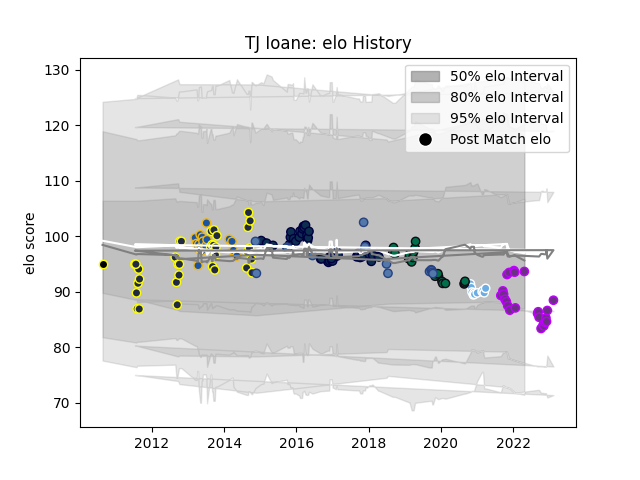 TJ Ioane: elo History
50% elo Interval
80% elo Interval
95% elo Interval
Post Match elo
elo score
130
120
110
100
90
80
70
2012
2014
2016
2018
2020
2022